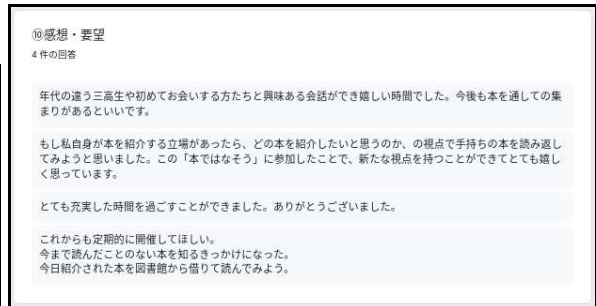 ⑩感想・要望
4 件の回答
年代の違う三高生や初めてお会いする方たちと興味ある会話ができ嬉しい時間でした。今後も本を通しての集
まりがあるといいです。
もし私自身が本を紹介する立場があったら、どの本を紹介したいと思うのか、の視点で手持ちの本を読み返し
てみようと思いました。この「本ではなそう」に参加したことで、新たな視点を持つことができてとても嬉し
く思っています。
とても充実した時間を過ごすことができました。ありがとうございました。
これからも定期的に開催してほしい。
今まで読んだことのない本を知るきっかけになった。
今日紹介された本を図書館から借りて読んでみよう。